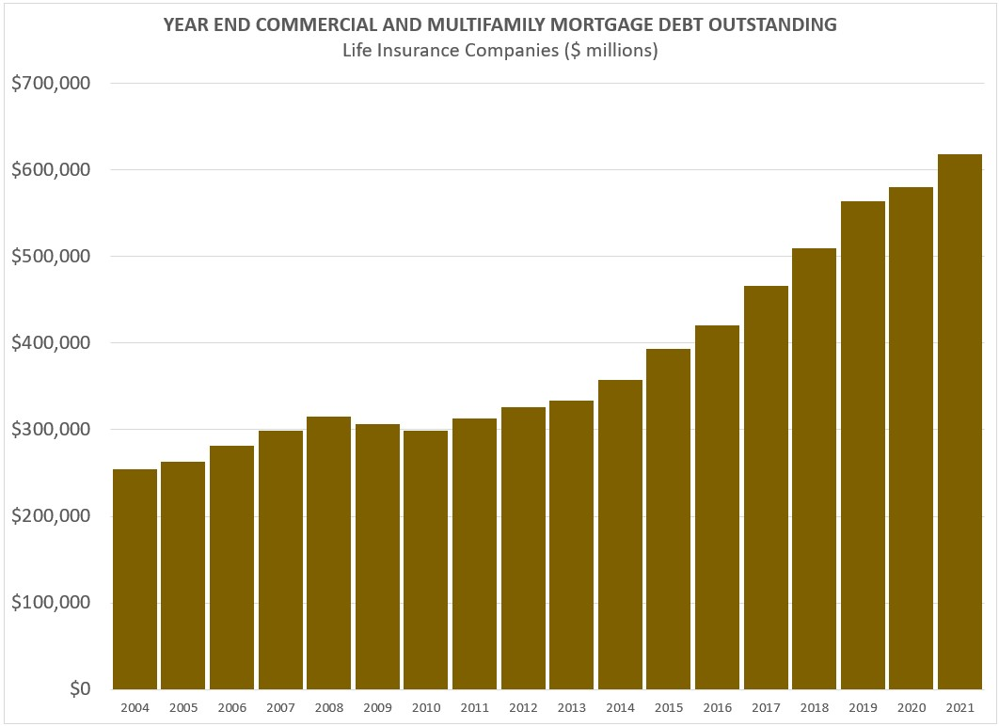 YEAR END COMMERCIAL AND MULTIFAMILY MORTGAGE DEBT OUTSTANDING
Life Insurance Companies ($ millions)
$700,000
$600,000
$500,000
$400,000
$300,000
$200,000
$100,000
$0
2004 2005 2006 2007 2008 2009 2010 2011 2012 2013 2014 2015 2016 2017 2018 2019 2020 2021